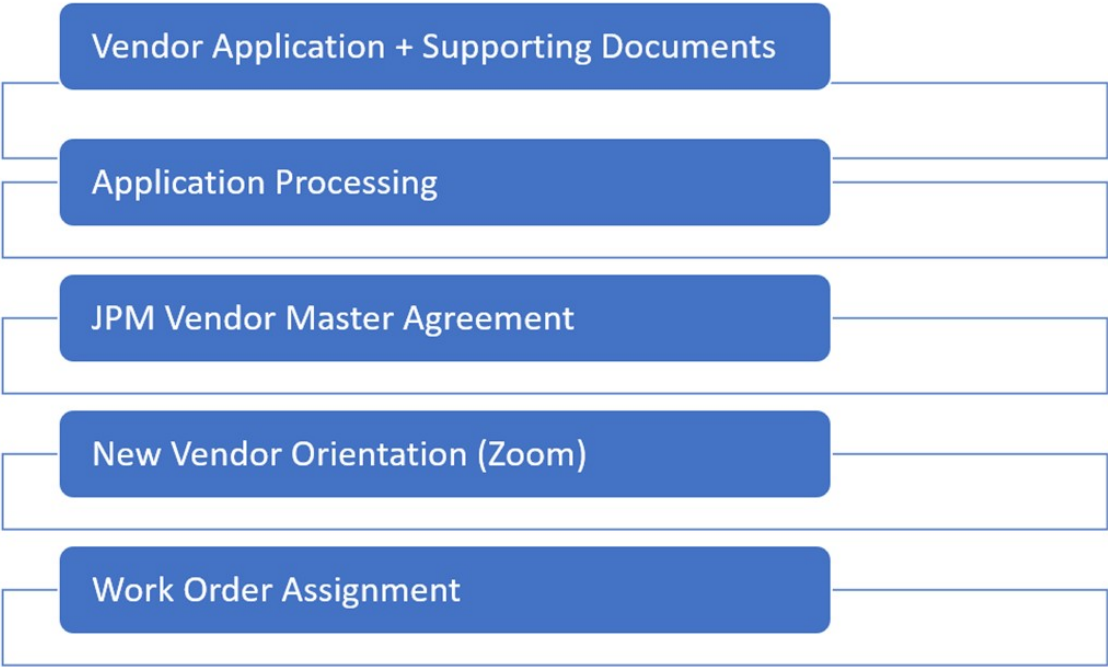 Vendor Application + Supporting Documents
Application Processing
JPM Vendor Master Agreement
New Vendor Orientation (Zoom)
Work Order Assignment